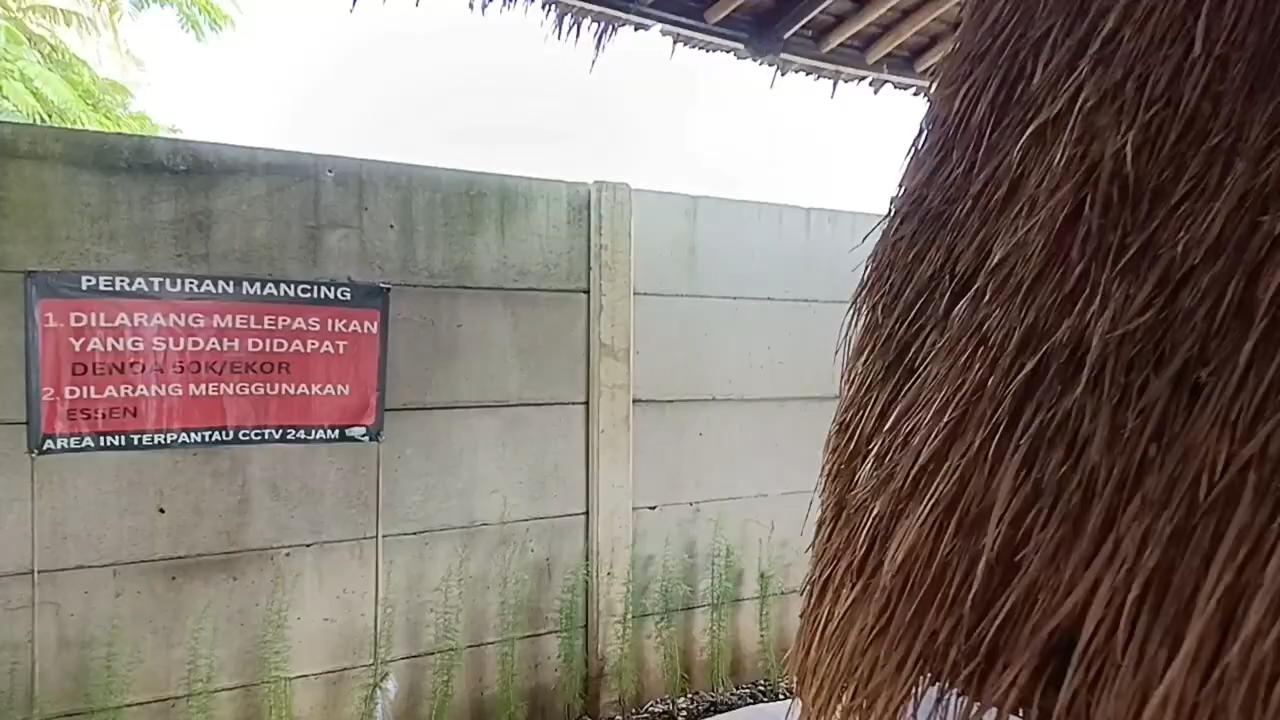 PERATURAN MANCING
1. DILARANG MELEPAS IKAN
YANG SUDAH DIDAPAT
DENDA 50K/EKOR
2. DILARANG MENGGUNAKAN
ESSEN
AREA INI TERPANTAU CCTV 24JAM